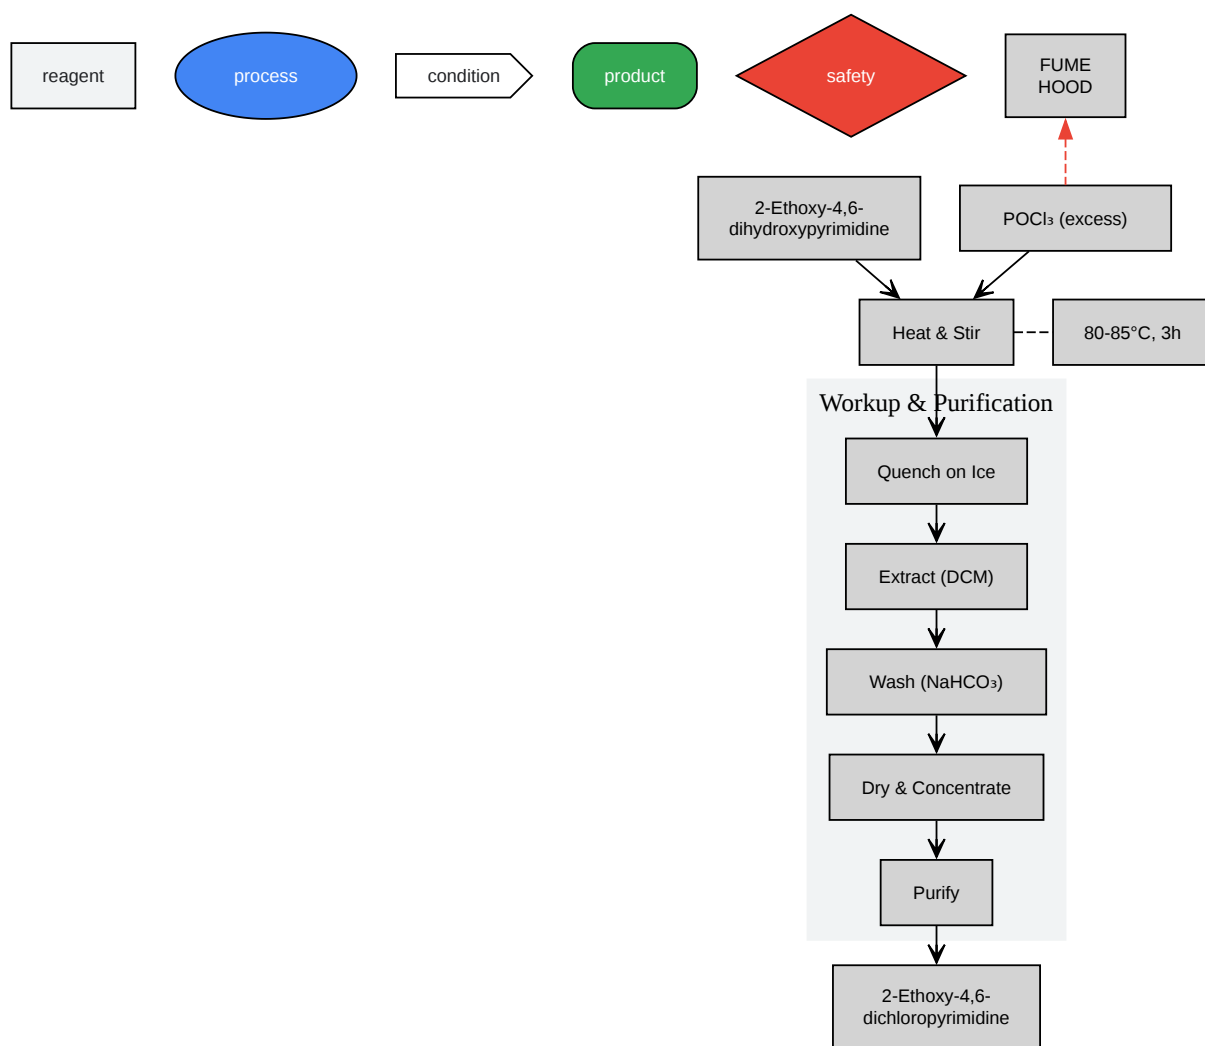 reagent
process
condition
product
safety
FUME
HOOD
2-Ethoxy-4,6-
dihydroxypyrimidine
POCl₃ (excess)
Heat & Stir
80-85°C, 3h
Workup & Purification
Quench on Ice
Extract (DCM)
Wash (NaHCO₃)
Dry & Concentrate
Purify
2-Ethoxy-4,6-
dichloropyrimidine